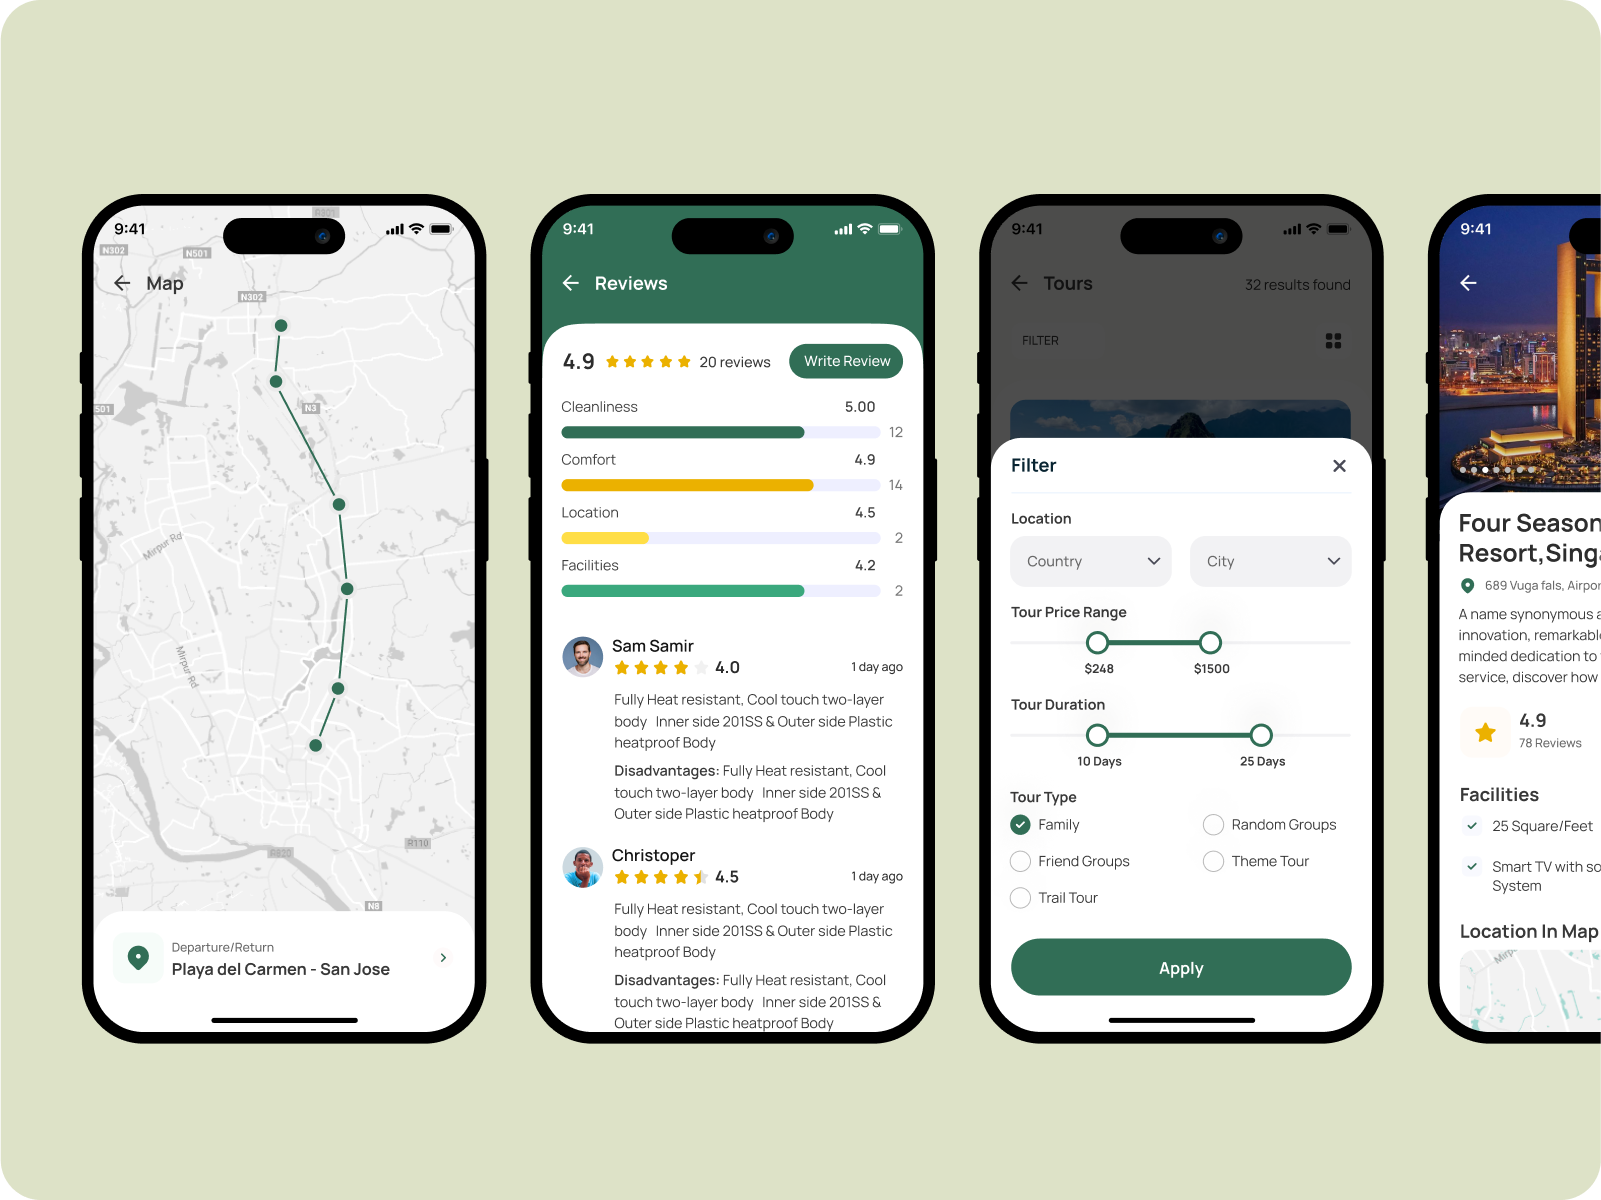 9:41
R301
N302
N501
Map
N302
N3
501
Mirpur Rd
Mirpur Rd
R110
R820
N8
Departure/Return
Playa del Carmen - San Jose
9:41
Reviews
4.9 20 reviews Write Review
Cleanliness 5.00
12
Comfort 4.9
14
Location 4.5
2
Facilities 4.2
2
Sam Samir
4.0 1 day ago
Fully Heat resistant, Cool touch two-layer
body Inner side 201SS & Outer side Plastic
heatproof Body
Disadvantages: Fully Heat resistant, Cool
touch two-layer body Inner side 201SS &
Outer side Plastic heatproof Body
Christoper
4.5 1 day ago
Fully Heat resistant, Cool touch two-layer
body Inner side 201SS & Outer side Plastic
heatproof Body
Disadvantages: Fully Heat resistant, Cool
touch two-layer body Inner side 201SS &
Outer side Plastic heatproof Body
9:41
Tours 32 results found
FILTER
Filter
Location
Country City
Tour Price Range
$248 $1500
Tour Duration
10 Days 25 Days
Tour Type
Family Random Groups
Friend Groups Theme Tour
Trail Tour
Apply
9:41
Four Season
Resort,Singa
689 Vuga fals, Airpor
A name synonymous a
innovation, remarkabl
minded dedication to
service, discover how
4.9
78 Reviews
Facilities
25 Square/Feet
Smart TV with so
System
Location In Map
Mirpur